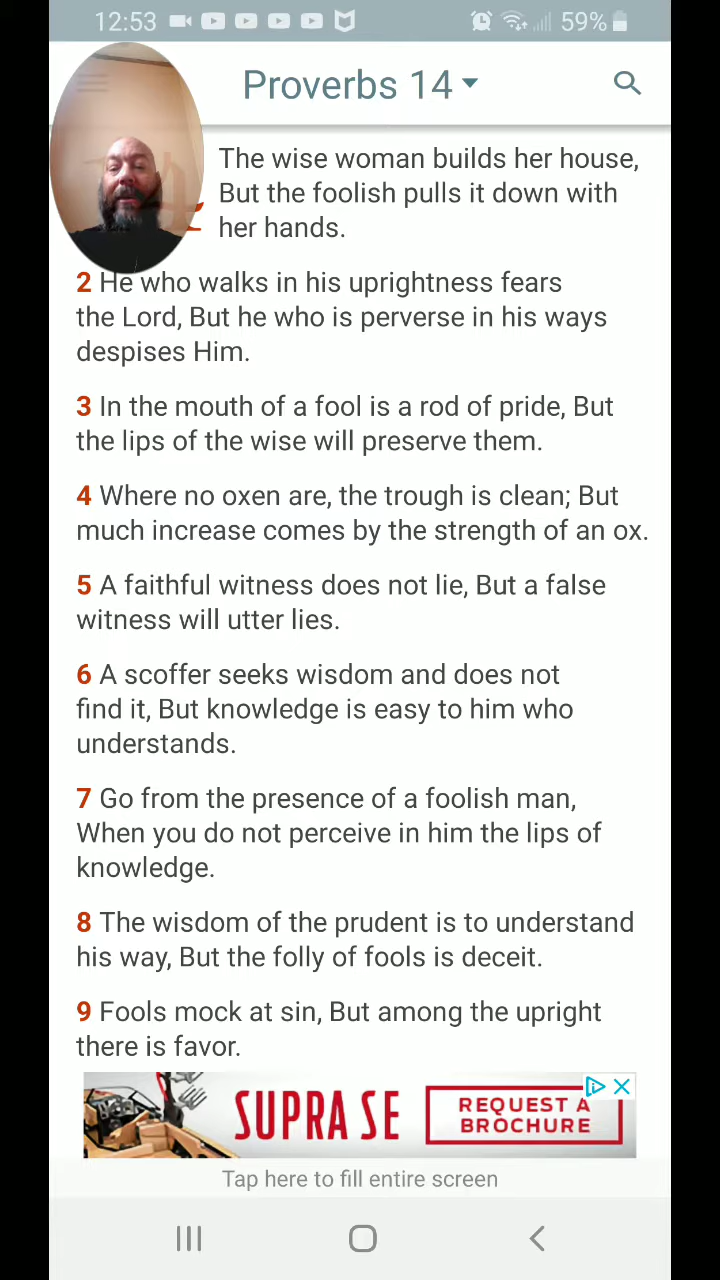 12:53
59%
Proverbs 14
The wise woman builds her house,
But the foolish pulls it down with
her hands.
2 He who walks in his uprightness fears
the Lord, But he who is perverse in his ways
despises Him.
3 In the mouth of a fool is a rod of pride, But
the lips of the wise will preserve them.
4 Where no oxen are, the trough is clean; But
much increase comes by the strength of an ox.
5 A faithful witness does not lie, But a false
witness will utter lies.
6 A scoffer seeks wisdom and does not
find it, But knowledge is easy to him who
understands.
7 Go from the presence of a foolish man,
When you do not perceive in him the lips of
knowledge.
8 The wisdom of the prudent is to understand
his way, But the folly of fools is deceit.
9 Fools mock at sin, But among the upright
there is favor.
SUPRA SE
REQUEST A
BROCHURE
Tap here to fill entire screen